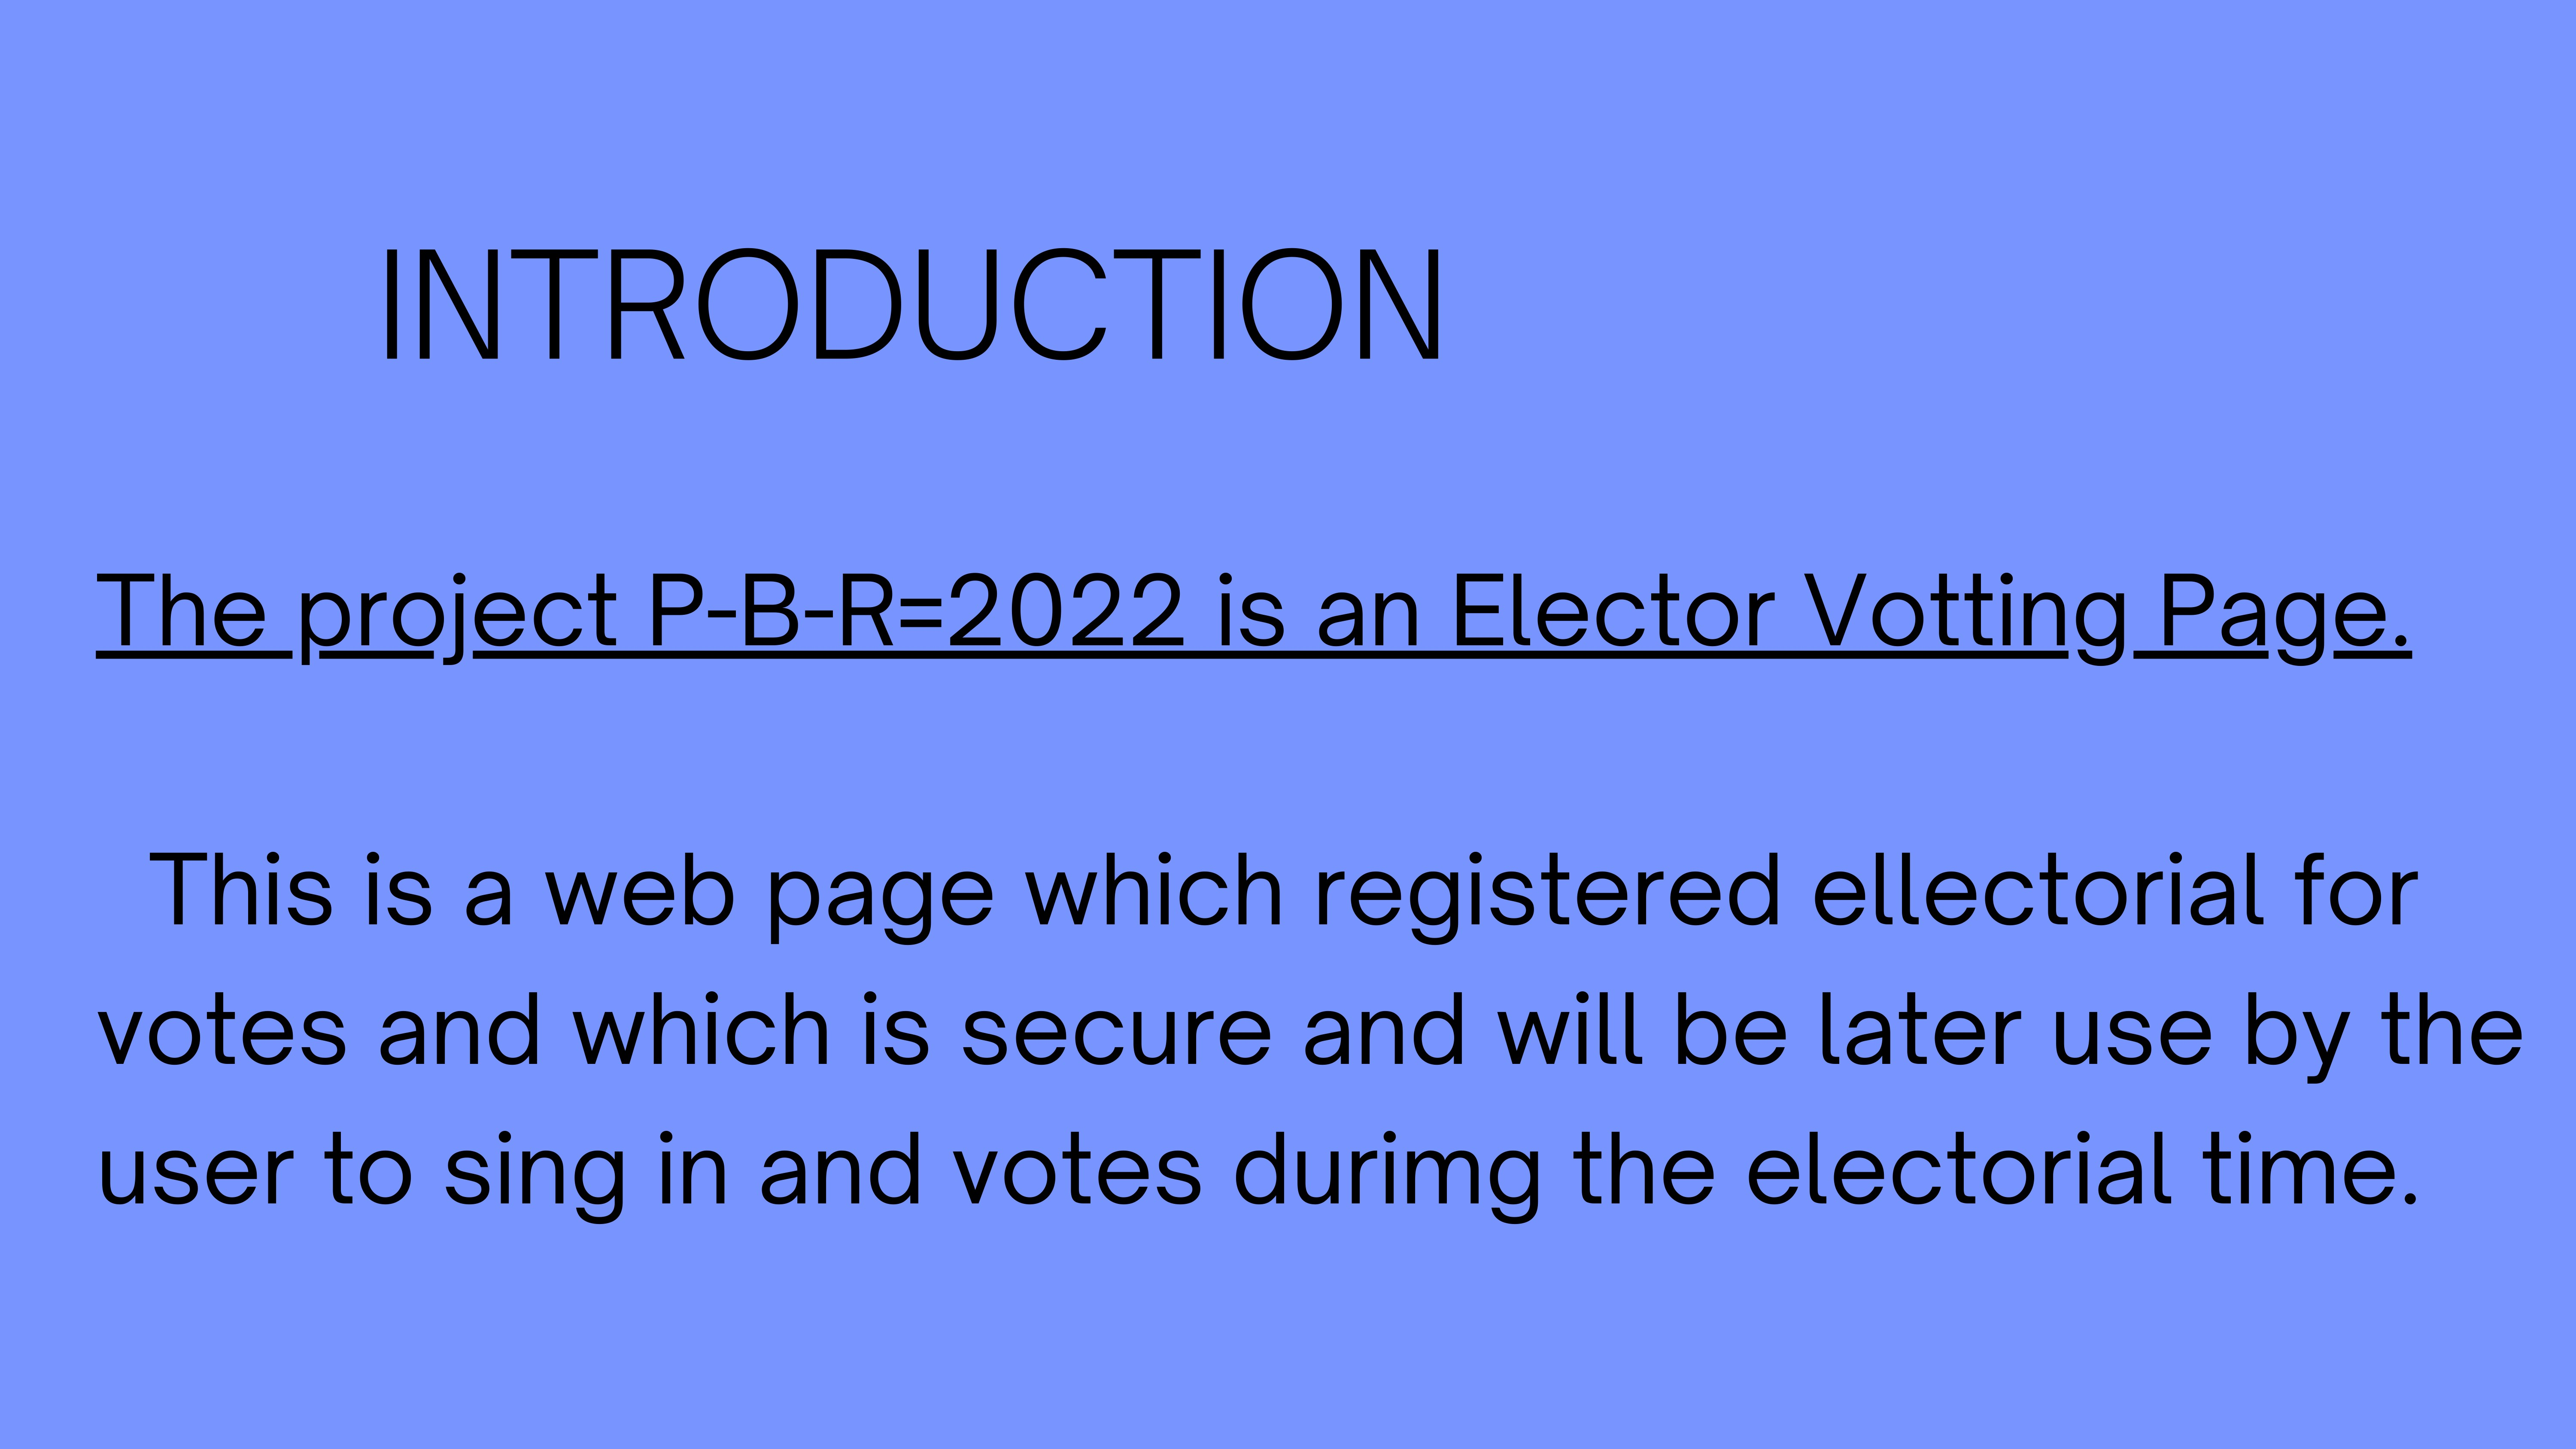 INTRODUCTION
The project P-B-R=2022 is an Elector Votting Page.
This is a web page which registered ellectorial for
votes and which is secure and will be later use by the
user to sing in and votes durimg the electorial time.